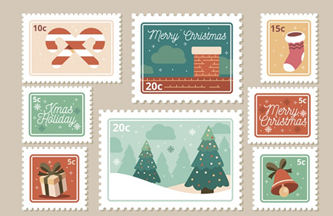 10c
Merry Christmas
20c
15c
5c
Xmas
Holiday
20c
5c
Merry
Christmas
5c
5c